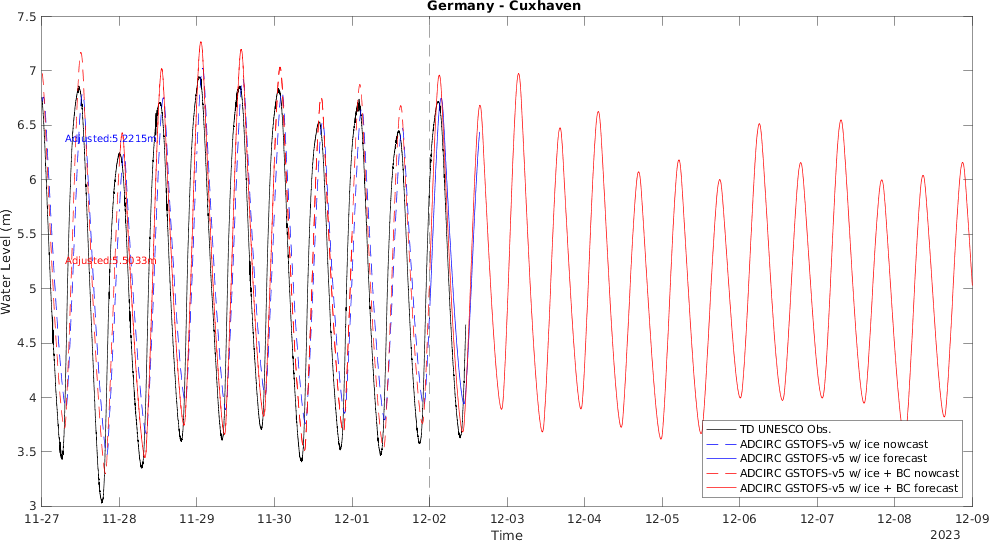 Germany - Cuxhaven
7.5
7
6.5
6
5.5
5
4.5
4
3.5
3
Water Level (m)
Adjusted:5.2215m
Adjusted:5.5033m
TD UNESCO Obs.
ADCIRC GSTOFS-v5 w/ ice nowcast
ADCIRC GSTOFS-v5 w/ ice forecast
ADCIRC GSTOFS-v5 w/ ice + BC nowcast
ADCIRC GSTOFS-v5 w/ ice + BC forecast
11-27 11-28 11-29 11-30 12-01 12-02 12-03 12-04 12-05 12-06 12-07 12-08 12-09
Time
2023